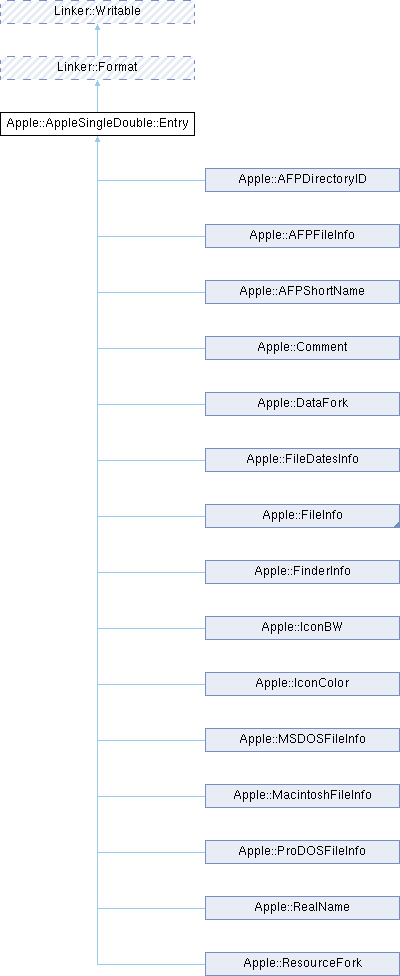 Linker::Writable
Linker::Format
Apple::AppleSingleDouble::Entry
Apple::AFPDirectoryID
Apple::AFPFileInfo
Apple::AFPShortName
Apple::Comment
Apple::DataFork
Apple::FileDatesInfo
Apple::FileInfo
Apple::FinderInfo
Apple::IconBW
Apple::IconColor
Apple::MSDOSFileInfo
Apple::MacintoshFileInfo
Apple::ProDOSFileInfo
Apple::RealName
Apple::ResourceFork